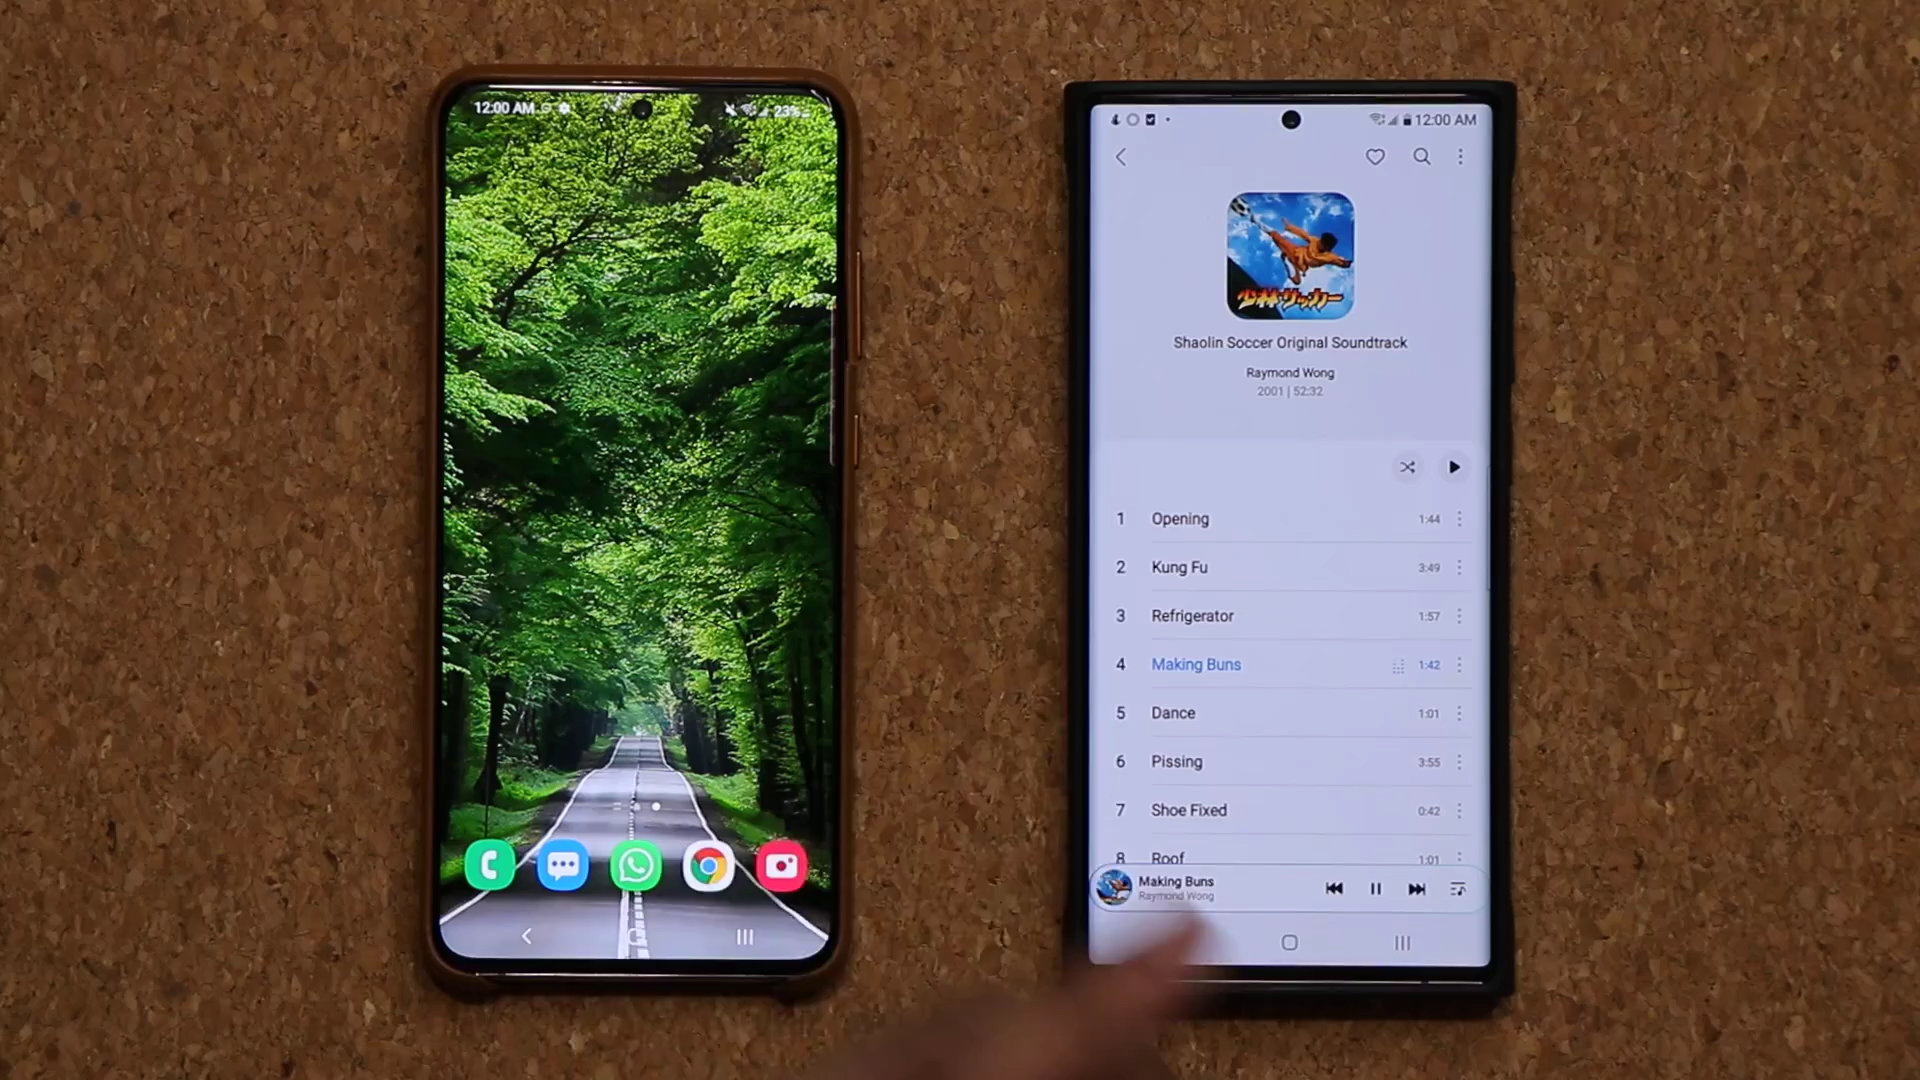 12:00 AM
23%
12:00 AM
少林サッカー
Shaolin Soccer Original Soundtrack
Raymond Wong
2001 | 52:32
1 Opening 1:44
2 Kung Fu 3:49
3 Refrigerator 1:57
4 Making Buns 1:42
5 Dance 1:01
6 Pissing 3:55
7 Shoe Fixed 0:42
8 Roof 1:01
Making Buns
Raymond Wong